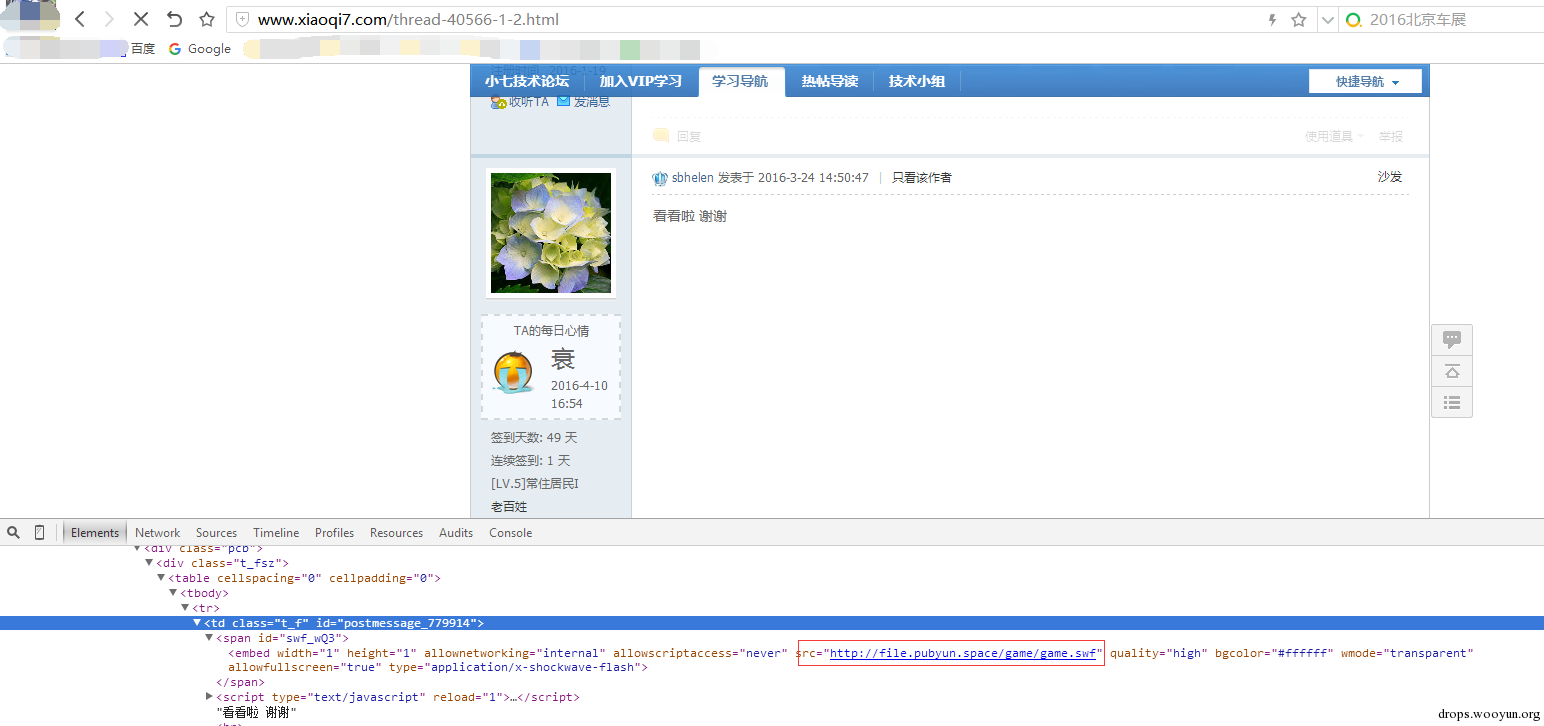 www.xiaoqi7.com/thread-40566-1-2.html
2016北京车展
百度 Google
小七技术论坛 加入VIP学习 学习导航 热帖导读 技术小组 快捷导航
注册时间 2016-1-19
收听TA 发消息
回复 使用道具 举报
sbhelen 发表于 2016-3-24 14:50:47 | 只看该作者 沙发
看看啦 谢谢
TA的每日心情
衰
2016-4-10
16:54
签到天数: 49 天
连续签到: 1 天
[LV.5]常住居民I
老百姓
Elements Network Sources Timeline Profiles Resources Audits Console
<div class="pcb">
<div class="t_fsz">
<table cellspacing="0" cellpadding="0">
<tbody>
<tr>
<td class="t_f" id="postmessage_779914">
<span id="swf_wQ3">
<embed width="1" height="1" allownetworking="internal" allowscriptaccess="never" src="http://file.pubyun.space/game/game.swf" quality="high" bgcolor="#ffffff" wmode="transparent"
allowfullscreen="true" type="application/x-shockwave-flash">
</span>
<script type="text/javascript" reload="1">…</script>
"看看啦 谢谢"
drops.wooyun.org